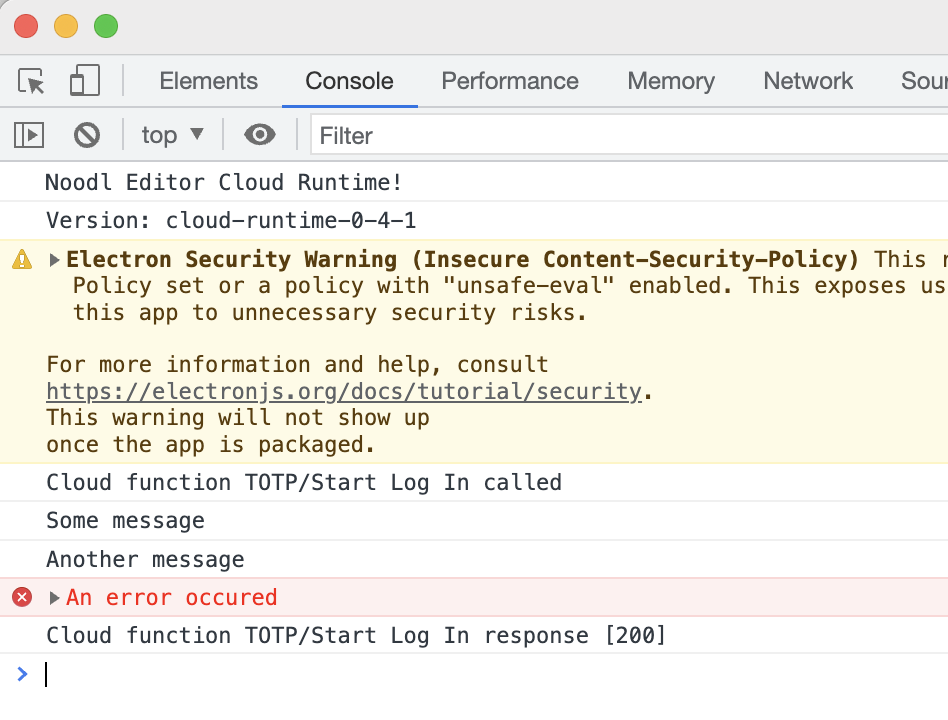 Elements Console Performance Memory Network
top Filter
Noodl Editor Cloud Runtime!
Version: cloud-runtime-0-4-1
Electron Security Warning (Insecure Content-Security-Policy) This
Policy set or a policy with "unsafe-eval" enabled. This exposes us
this app to unnecessary security risks.
For more information and help, consult
https://electronjs.org/docs/tutorial/security.
This warning will not show up
once the app is packaged.
Cloud function TOTP/Start Log In called
Some message
Another message
An error occured
Cloud function TOTP/Start Log In response [200]